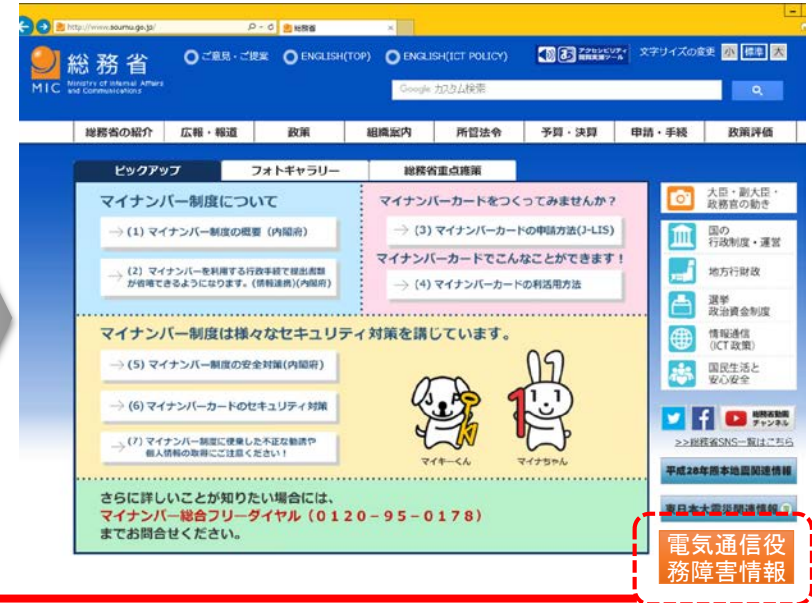 http://www.soumu.go.jp/
総務省
総務省
MIC Ministry of Internal Affairs and Communications
ご意見・ご提案 ENGLISH(TOP) ENGLISH(ICT POLICY)
アクセシビリティ閲覧支援ツール 文字サイズの変更 小 標準 大
Google カスタム検索
総務省の紹介 広報・報道 政策 組織案内 所管法令 予算・決算 申請・手続 政策評価
ピックアップ フォトギャラリー 総務省重点施策
マイナンバー制度について
→ (1) マイナンバー制度の概要 (内閣府)
→ (2) マイナンバーを利用する行政手続で提出書類
が省略できるようになります。(情報連携)(内閣府)
マイナンバーカードをつくってみませんか?
→ (3) マイナンバーカードの申請方法(J-LIS)
マイナンバーカードでこんなことができます!
→ (4) マイナンバーカードの利活用方法
マイナンバー制度は様々なセキュリティ対策を講じています。
→ (5) マイナンバー制度の安全対策(内閣府)
→ (6) マイナンバーカードのセキュリティ対策
→ (7) マイナンバー制度に便乗した不正な勧誘や
個人情報の取得にご注意ください!
マイキーくん マイナちゃん
さらに詳しいことが知りたい場合には、
マイナンバー総合フリーダイヤル(0120-95-0178)
までお問合せください。
大臣・副大臣・
政務官の動き
国の
行政制度・運営
地方行財政
選挙
政治資金制度
情報通信
(ICT政策)
国民生活と
安心安全
総務省動画
チャンネル
>>総務省SNS一覧はこちら
平成28年熊本地震関連情報
東日本大震災関連情報
電気通信役
務障害情報